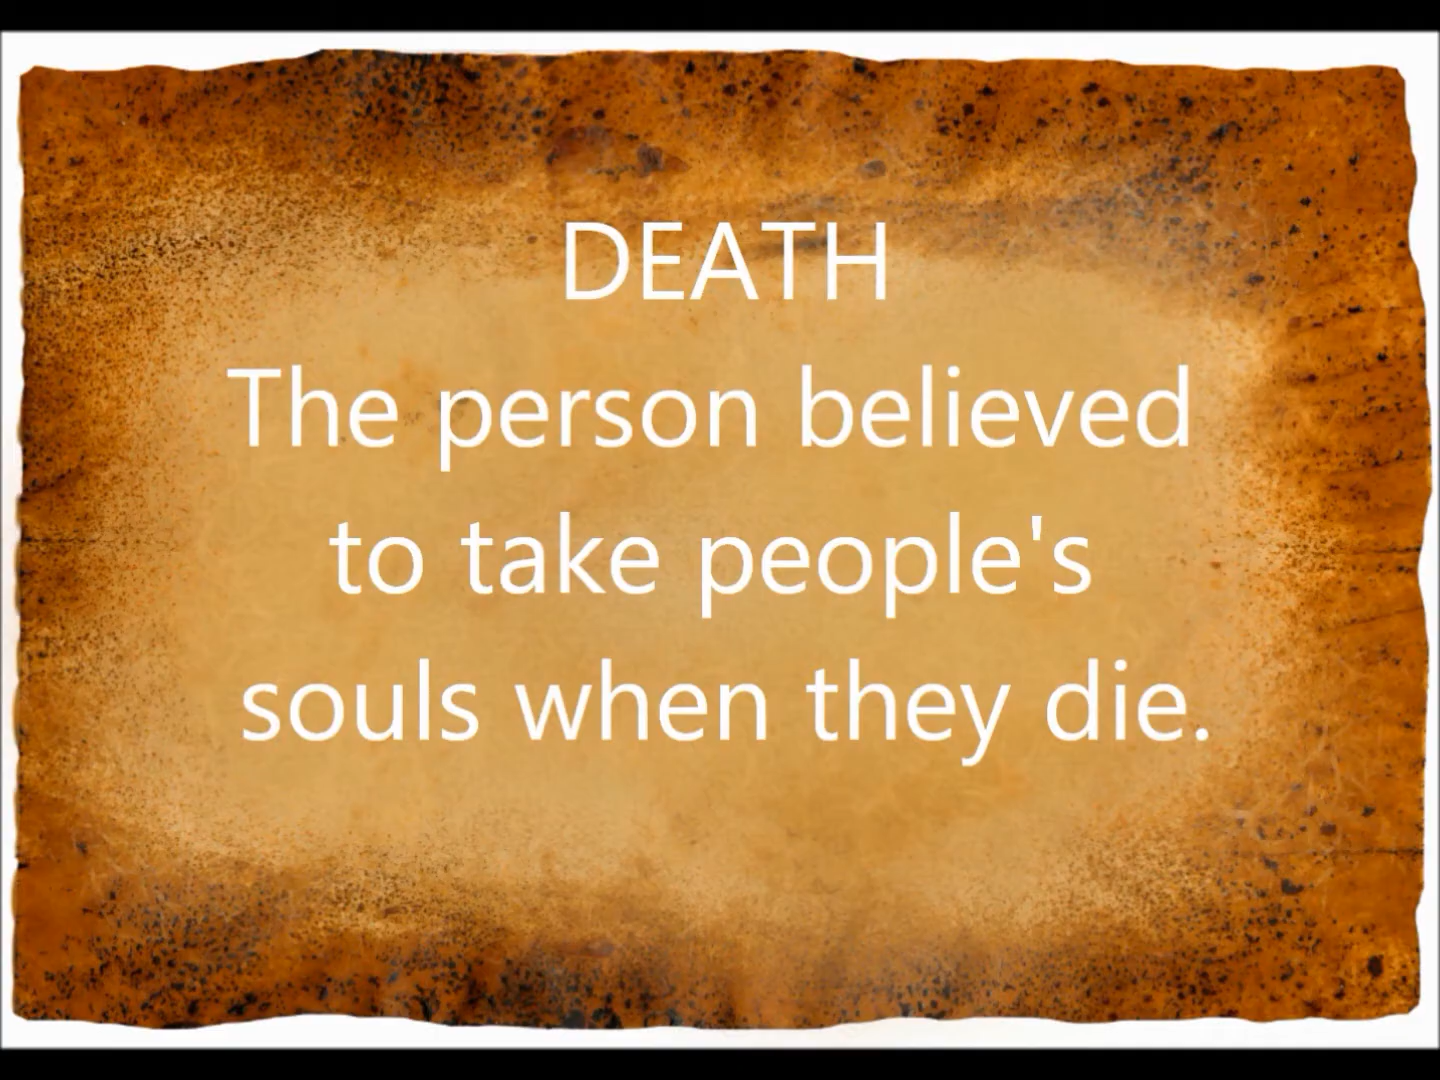 DEATH
The person believed
to take people's
souls when they die.